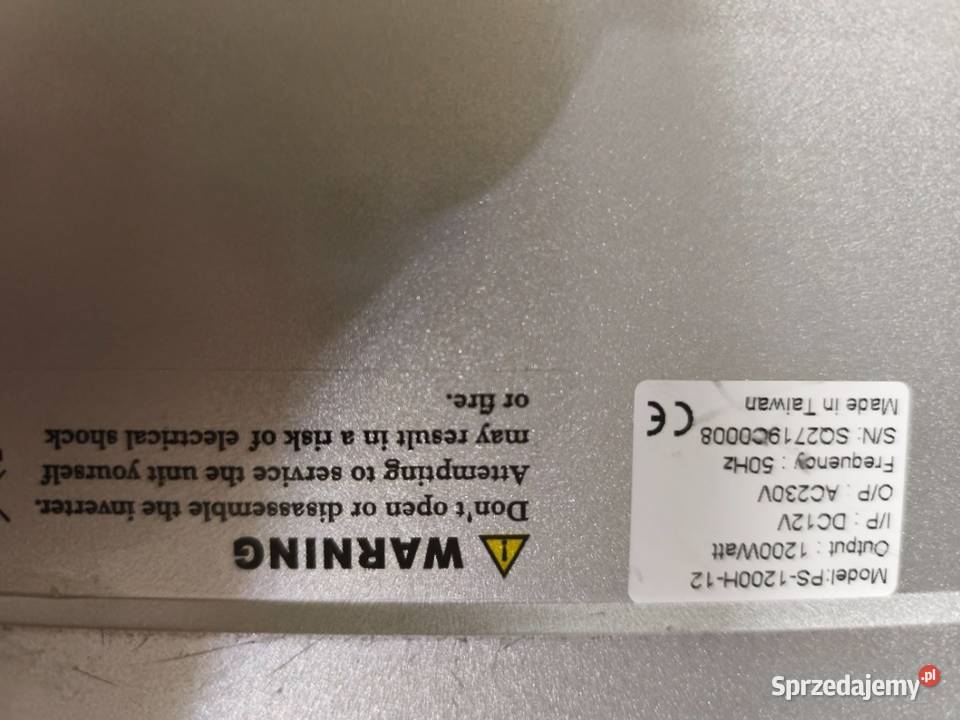 Model:PS-1200H-12
Output : 1200Watt
I/P : DC12V
O/P : AC230V
Frequency : 50Hz
S/N: SQ2719C0008
Made in Taiwan
CE
! WARNING
Don't open or disassemble the inverter.
Attempting to service the unit yourself
may result in a risk of electrical shock
or fire.
Sprzedajemy.pl